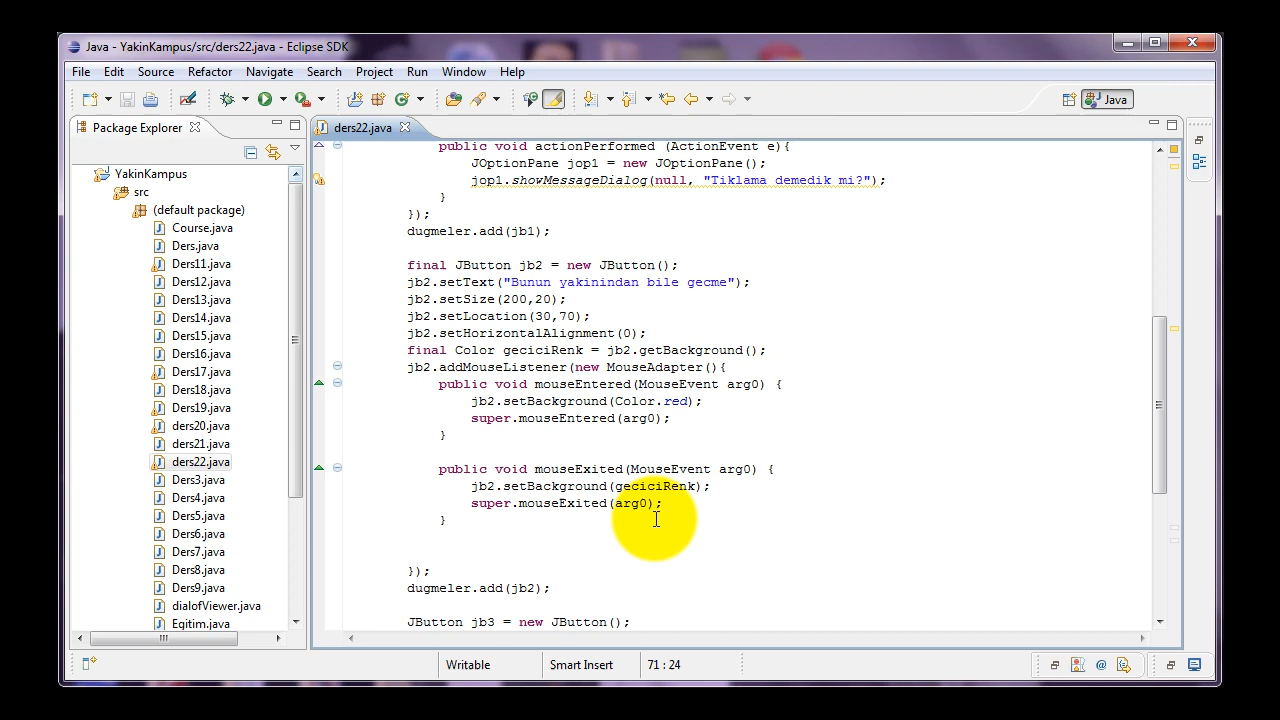 Java - YakinKampus/src/ders22.java - Eclipse SDK
File Edit Source Refactor Navigate Search Project Run Window Help
Java
Package Explorer
ders22.java
YakinKampus
src
(default package)
Course.java
Ders.java
Ders11.java
Ders12.java
Ders13.java
Ders14.java
Ders15.java
Ders16.java
Ders17.java
Ders18.java
Ders19.java
ders20.java
ders21.java
ders22.java
Ders3.java
Ders4.java
Ders5.java
Ders6.java
Ders7.java
Ders8.java
Ders9.java
dialofViewer.java
Egitim.java
public void actionPerformed (ActionEvent e){
JOptionPane jop1 = new JOptionPane();
jop1.showMessageDialog(null, "Tiklama demedik mi?");
}
});
dugmeler.add(jb1);
final JButton jb2 = new JButton();
jb2.setText("Bunun yakinindan bile gecme");
jb2.setSize(200,20);
jb2.setLocation(30,70);
jb2.setHorizontalAlignment(0);
final Color geciciRenk = jb2.getBackground();
jb2.addMouseListener(new MouseAdapter(){
public void mouseEntered(MouseEvent arg0) {
jb2.setBackground(Color.red);
super.mouseEntered(arg0);
}
public void mouseExited(MouseEvent arg0) {
jb2.setBackground(geciciRenk);
super.mouseExited(arg0);
}
});
dugmeler.add(jb2);
JButton jb3 = new JButton();
Writable Smart Insert 71 : 24